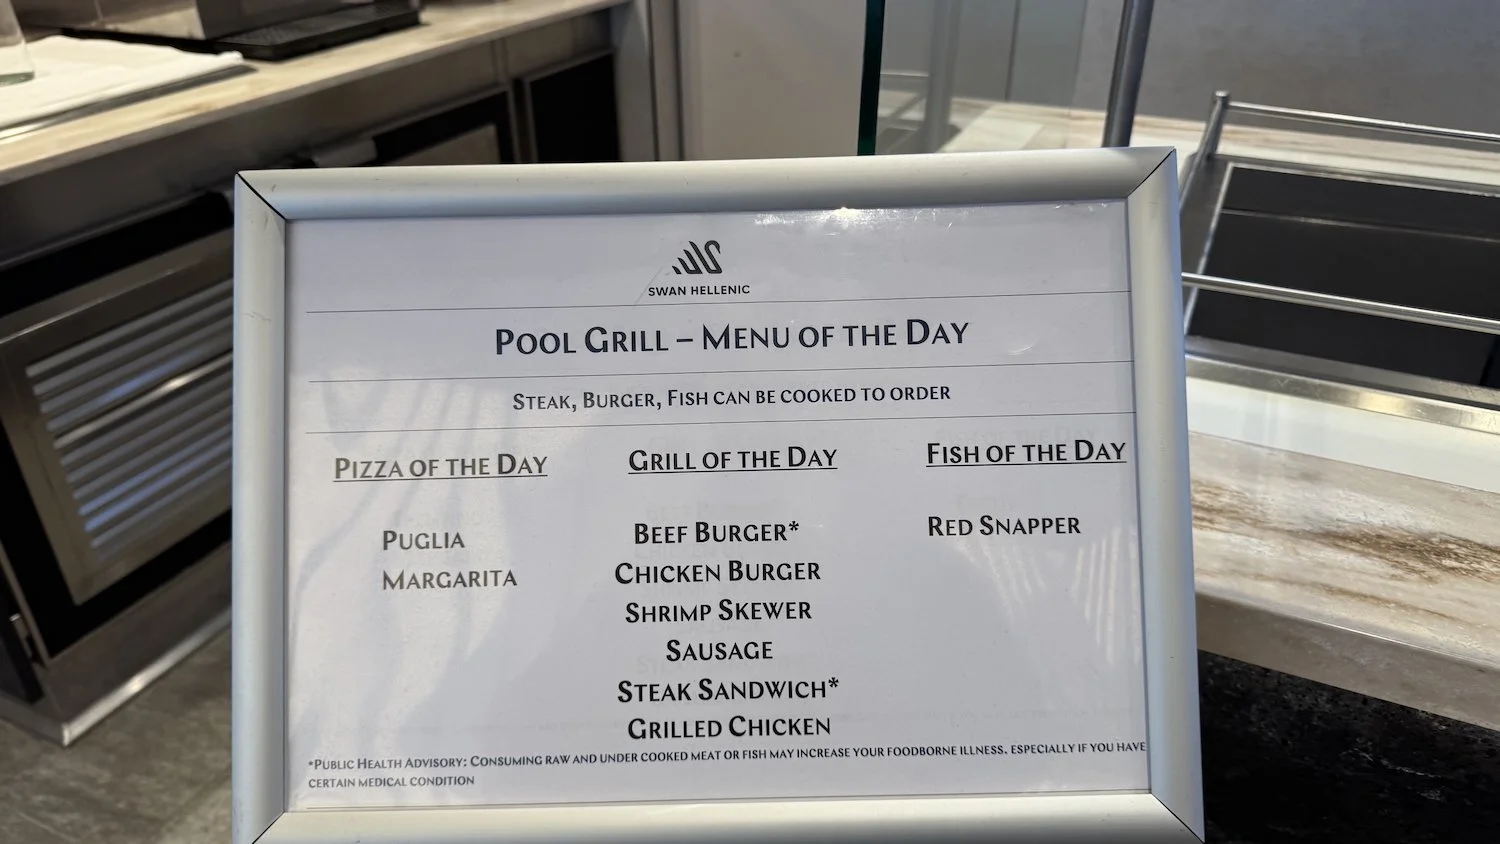 SWAN HELLENIC
POOL GRILL – MENU OF THE DAY
STEAK, BURGER, FISH CAN BE COOKED TO ORDER
PIZZA OF THE DAY
PUGLIA
MARGARITA
GRILL OF THE DAY
BEEF BURGER*
CHICKEN BURGER
SHRIMP SKEWER
SAUSAGE
STEAK SANDWICH*
GRILLED CHICKEN
FISH OF THE DAY
RED SNAPPER
*PUBLIC HEALTH ADVISORY: CONSUMING RAW AND UNDER COOKED MEAT OR FISH MAY INCREASE YOUR FOODBORNE ILLNESS. ESPECIALLY IF YOU HAVE
CERTAIN MEDICAL CONDITION